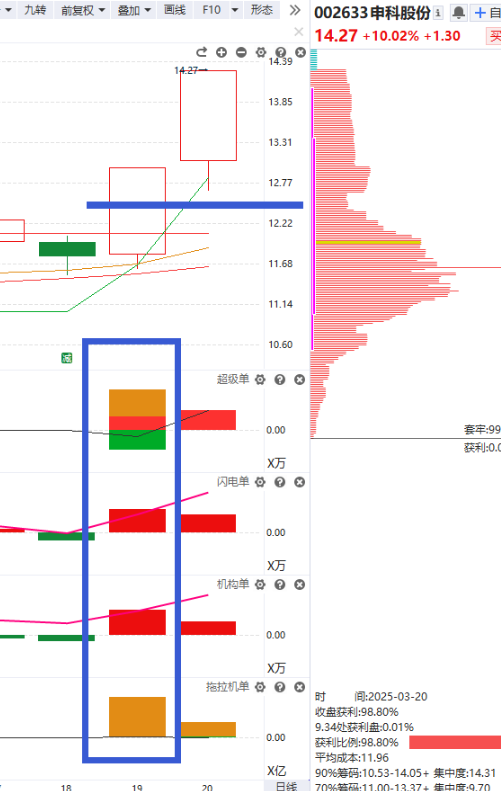 九转 前复权 叠加 画线 F10 形态
002633申科股份
14.27 +10.02% +1.30
14.27
14.39
13.85
13.31
12.77
12.22
11.68
11.14
10.60
减
超级单
0.00
X万
闪电单
0.00
X万
机构单
0.00
X万
拖拉机单
0.00
X亿
18 19 20 日线
套牢:99
获利:0.0
时 间:2025-03-20
收盘获利:98.80%
9.34处获利盘:0.01%
获利比例:98.80%
平均成本:11.96
90%筹码:10.53-14.05+ 集中度:14.31
70%筹码:11.00-13.37+ 集中度:9.70